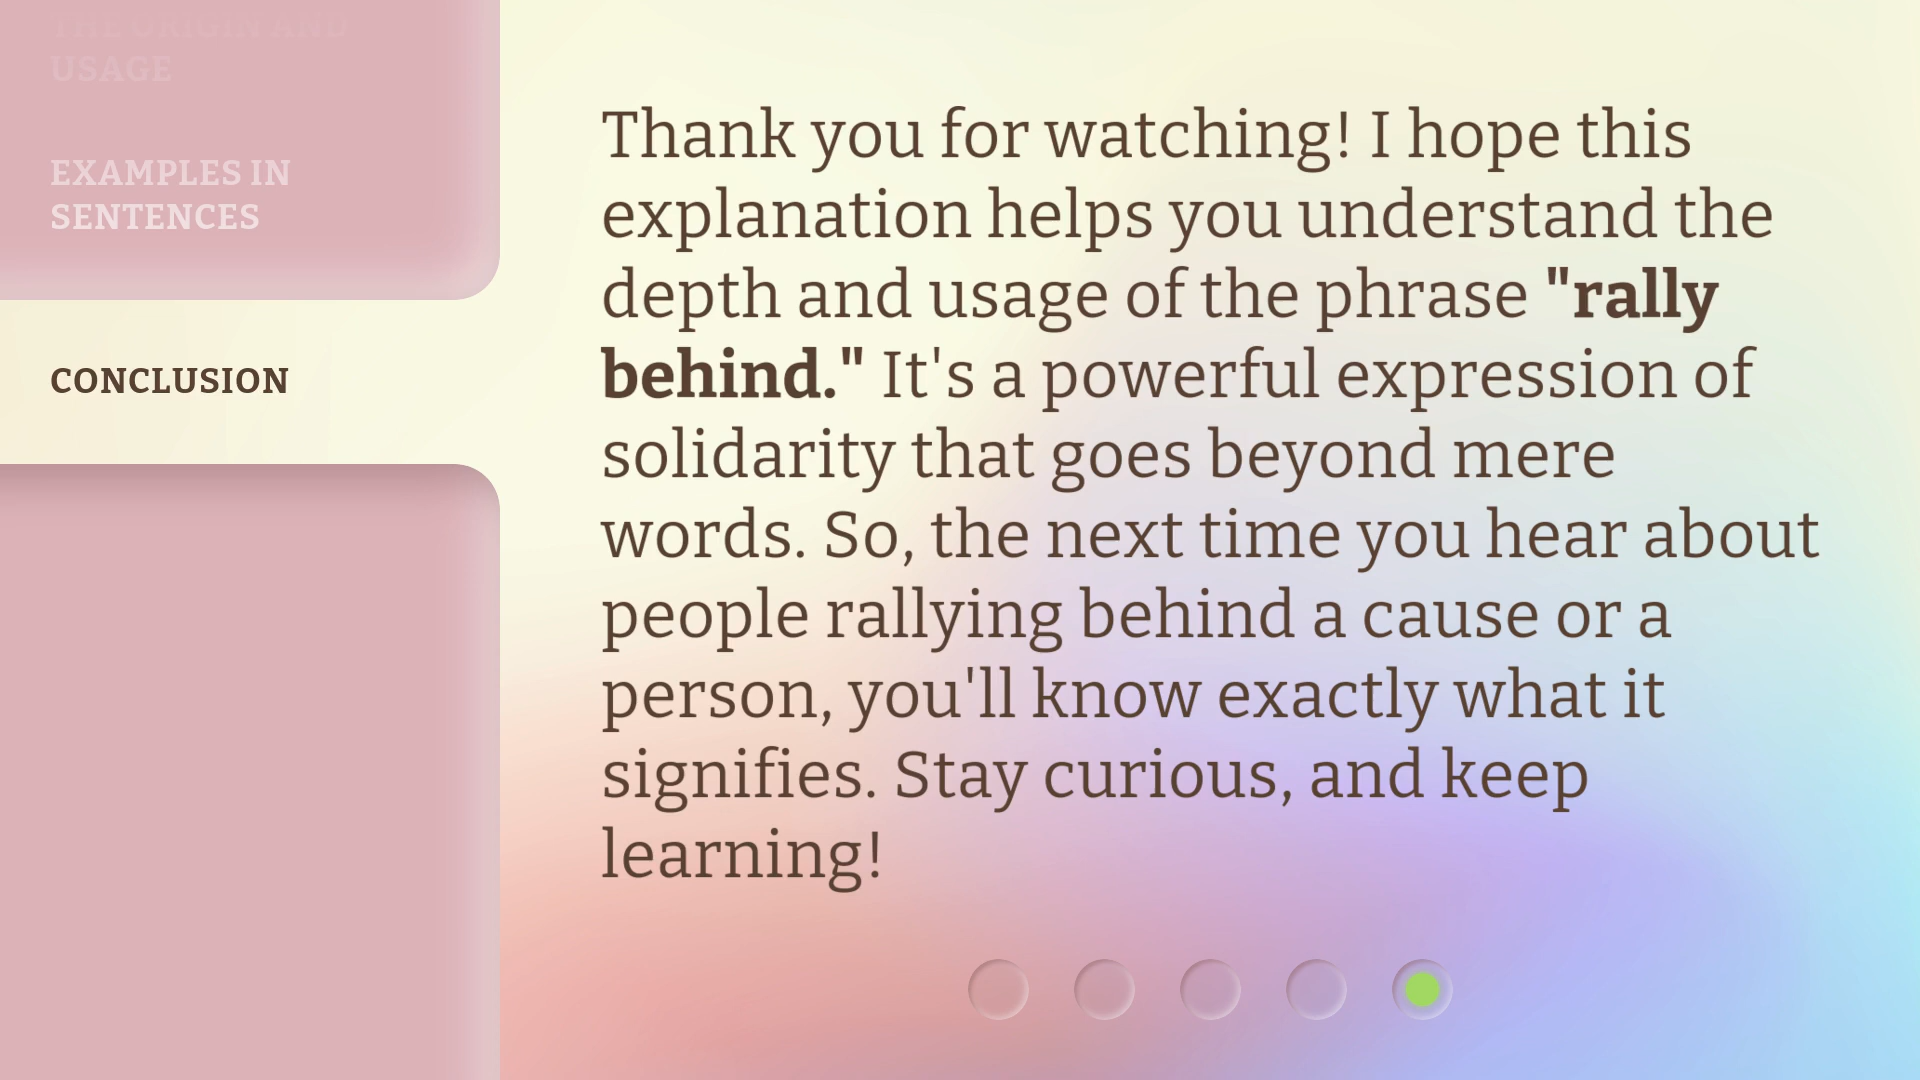 THE ORIGIN AND
USAGE
EXAMPLES IN
SENTENCES
CONCLUSION
Thank you for watching! I hope this
explanation helps you understand the
depth and usage of the phrase "rally
behind." It's a powerful expression of
solidarity that goes beyond mere
words. So, the next time you hear about
people rallying behind a cause or a
person, you'll know exactly what it
signifies. Stay curious, and keep
learning!